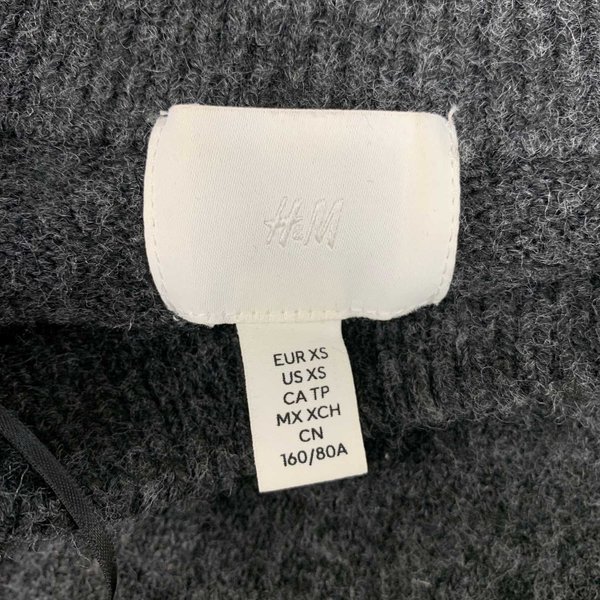 H&M
EUR XS
US XS
CA TP
MX XCH
CN
160/80A